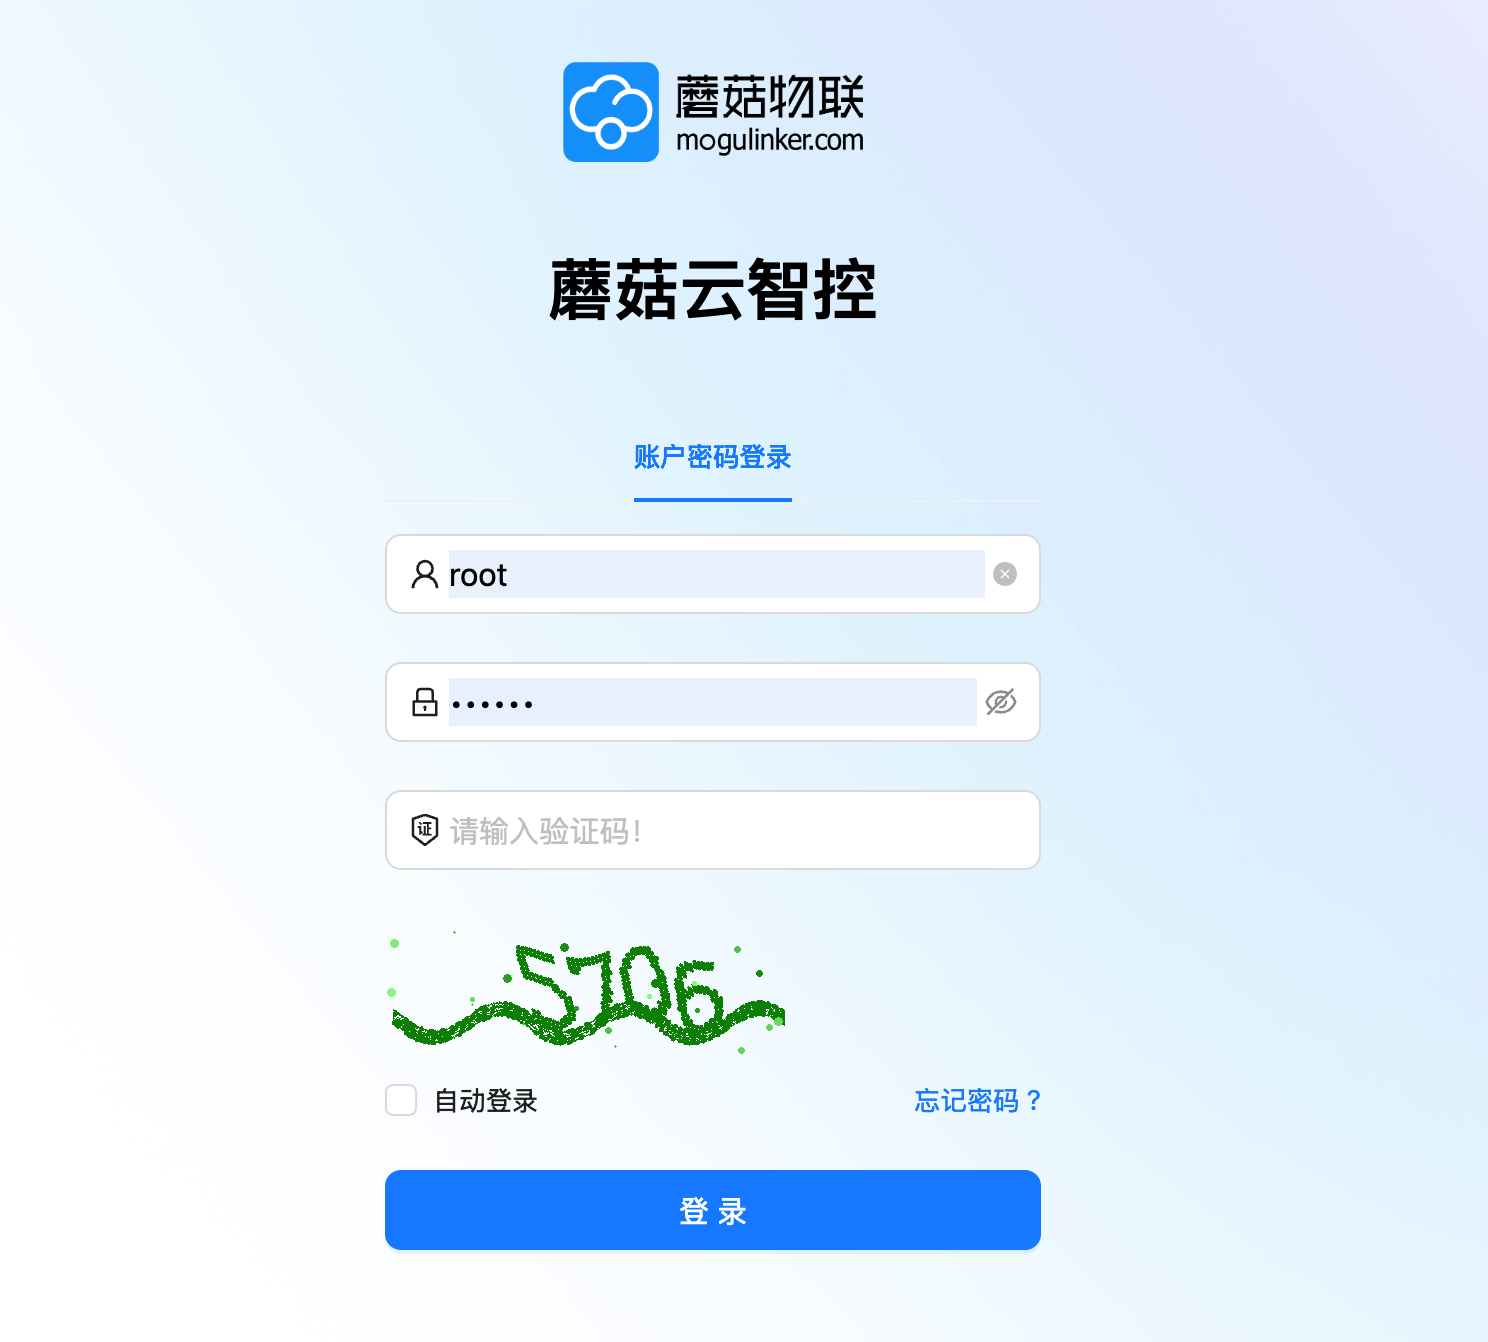 蘑菇物联
mogulinker.com
蘑菇云智控
账户密码登录
root
••••••
证
请输入验证码！
自动登录
忘记密码？
登 录